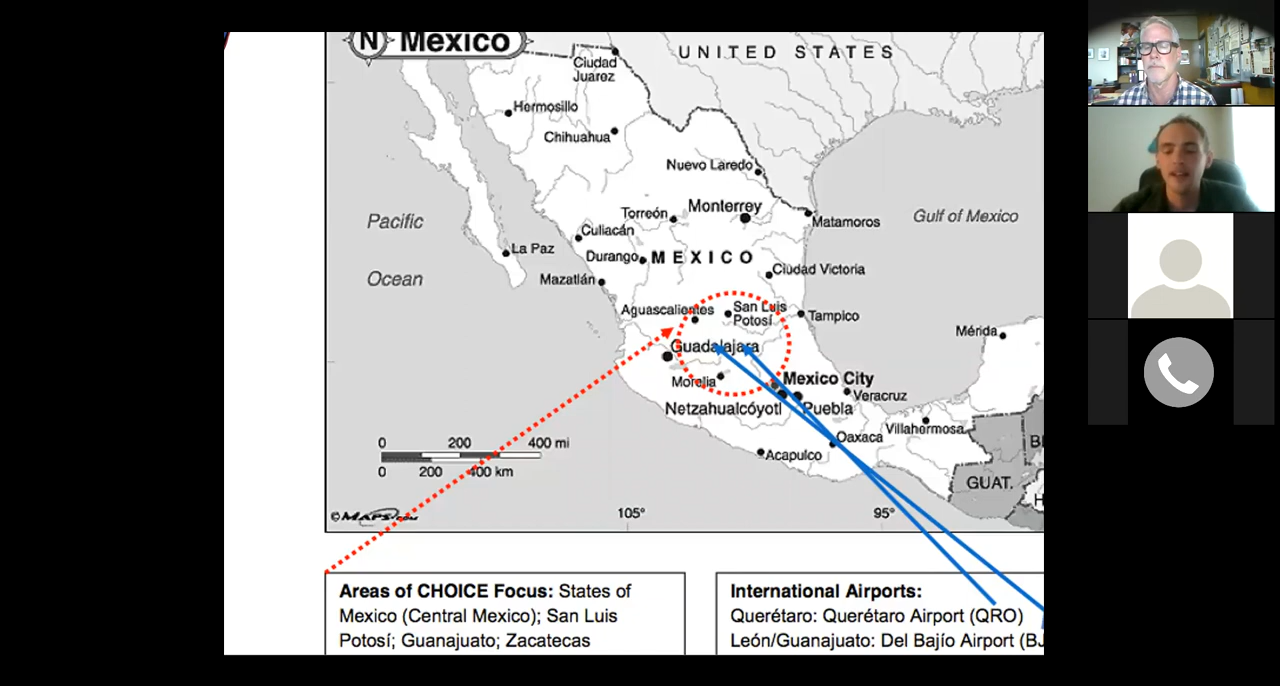 N Mexico
UNITED STATES
Ciudad
Juarez
Hermosillo
Chihuahua
Nuevo Laredo
Monterrey
Torreón
Matamoros
Pacific
Gulf of Mexico
Culiacán
La Paz
Durango
MEXICO
Ciudad Victoria
Ocean
Mazatlán
Aguascalientes
San Luis
Potosí
Tampico
Mérida
Guadalajara
Morelia
Mexico City
Veracruz
Netzahualcóyotl
Puebla
Villahermosa
Oaxaca
0 200 400 mi
Acapulco
0 200 400 km
GUAT.
©MAPS.com
105°
95°
Areas of CHOICE Focus: States of
Mexico (Central Mexico); San Luis
Potosí; Guanajuato; Zacatecas
International Airports:
Querétaro: Querétaro Airport (QRO)
León/Guanajuato: Del Bajío Airport (BJ